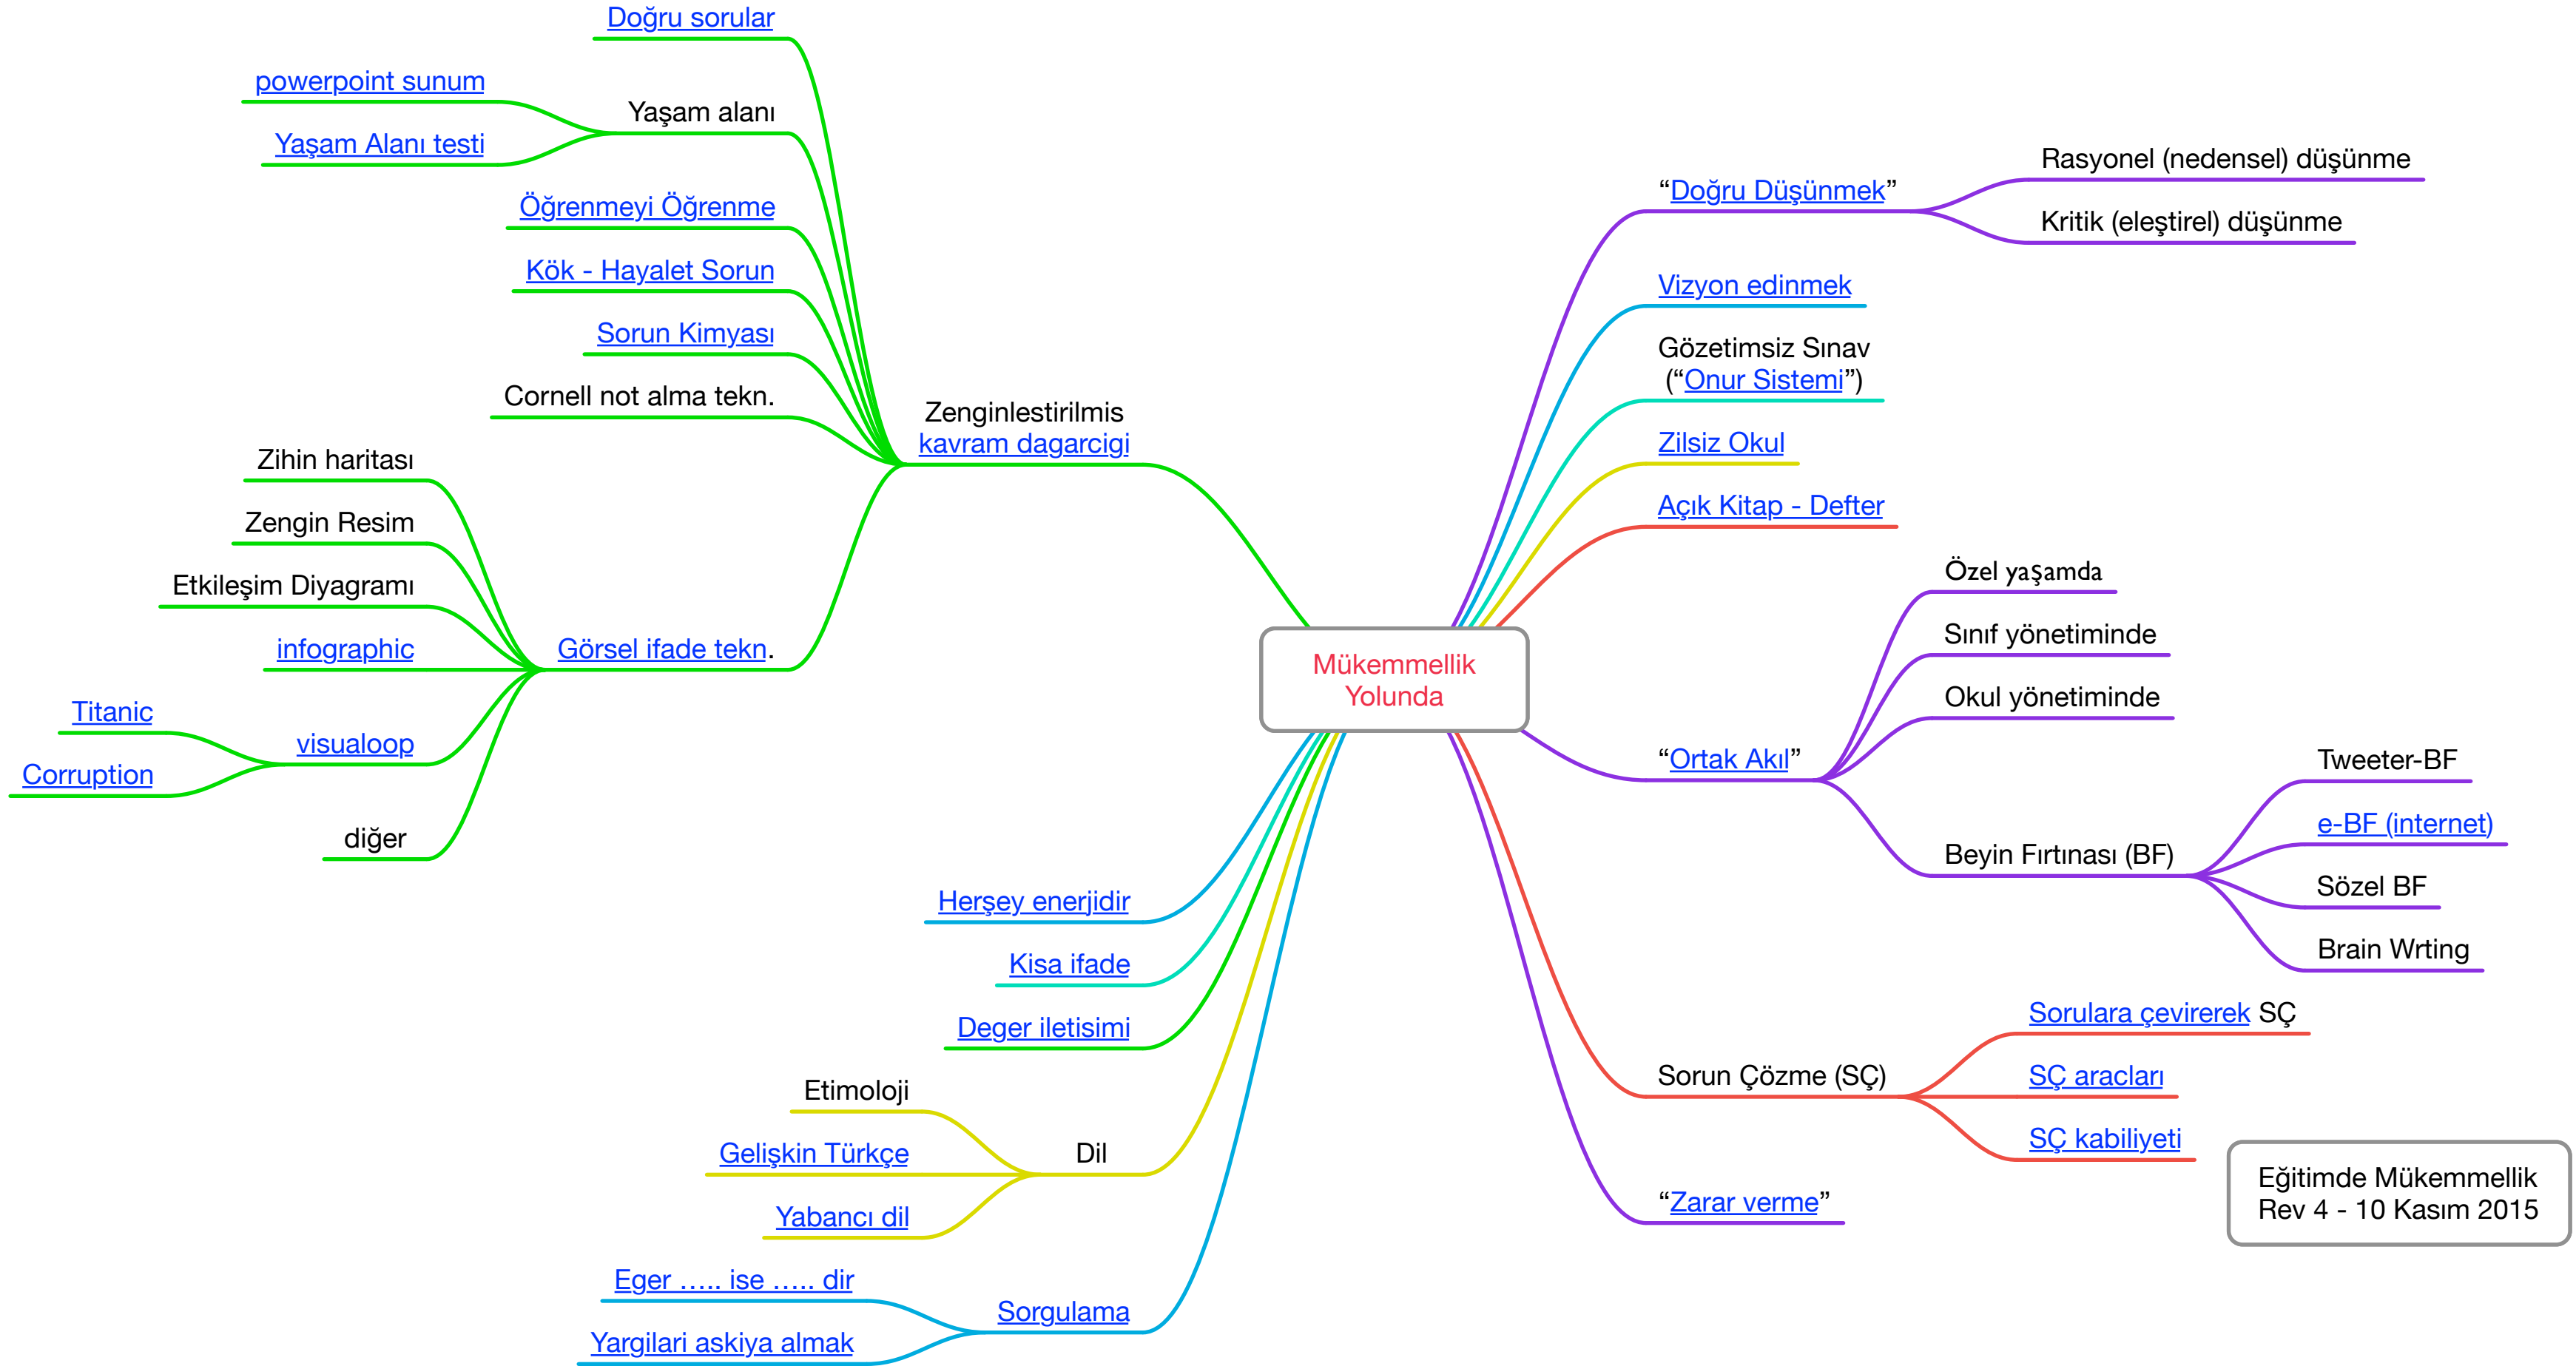 Mükemmellik
Yolunda
“Doğru Düşünmek”
Rasyonel (nedensel) düşünme
Kritik (eleştirel) düşünme
Vizyon edinmek
Gözetimsiz Sınav
(“Onur Sistemi”)
Zilsiz Okul
Açık Kitap - Defter
“Ortak Akıl”
Özel yaşamda
Sınıf yönetiminde
Okul yönetiminde
Beyin Fırtınası (BF)
Tweeter-BF
e-BF (internet)
Sözel BF
Brain Wrting
Sorun Çözme (SÇ)
Sorulara çevirerek SÇ
SÇ aracları
SÇ kabiliyeti
“Zarar verme”
Zenginlestirilmis
kavram dagarcigi
Doğru sorular
Yaşam alanı
powerpoint sunum
Yaşam Alanı testi
Öğrenmeyi Öğrenme
Kök - Hayalet Sorun
Sorun Kimyası
Cornell not alma tekn.
Görsel ifade tekn.
Zihin haritası
Zengin Resim
Etkileşim Diyagramı
infographic
visualoop
Titanic
Corruption
diğer
Herşey enerjidir
Kisa ifade
Deger iletisimi
Dil
Etimoloji
Gelişkin Türkçe
Yabancı dil
Sorgulama
Eger ..... ise ..... dir
Yargilari askiya almak
Eğitimde Mükemmellik
Rev 4 - 10 Kasım 2015